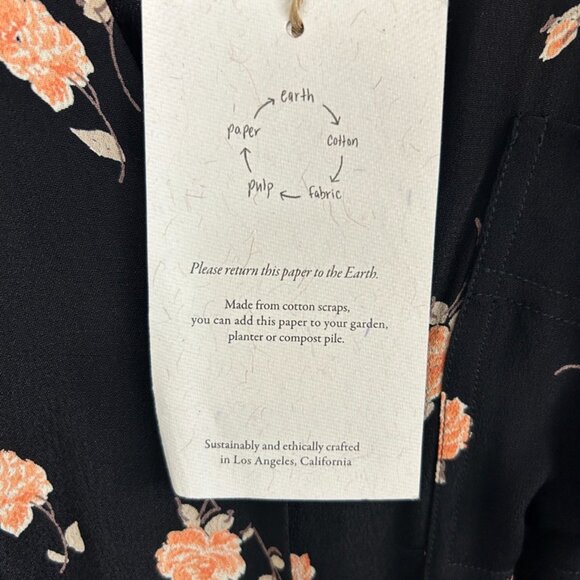 earth
paper
cotton
pulp
fabric
Please return this paper to the Earth.
Made from cotton scraps,
you can add this paper to your garden,
planter or compost pile.
Sustainably and ethically crafted
in Los Angeles, California